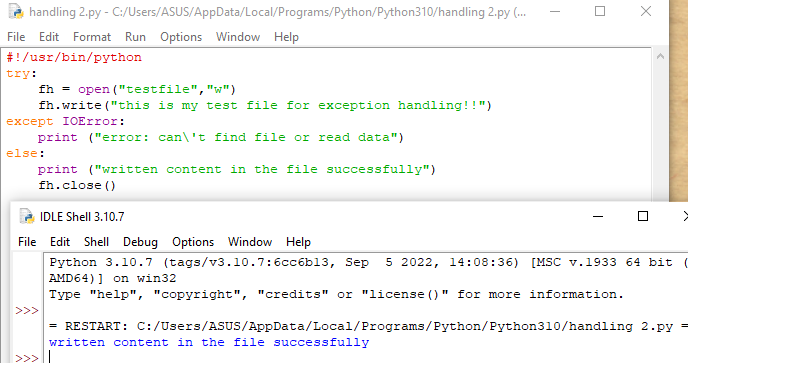 handling 2.py - C:/Users/ASUS/AppData/Local/Programs/Python/Python310/handling 2.py (...
File Edit Format Run Options Window Help
#!/usr/bin/python
try:
    fh = open("testfile","w")
    fh.write("this is my test file for exception handling!!")
except IOError:
    print ("error: can\'t find file or read data")
else:
    print ("written content in the file successfully")
    fh.close()
IDLE Shell 3.10.7
File Edit Shell Debug Options Window Help
Python 3.10.7 (tags/v3.10.7:6cc6b13, Sep  5 2022, 14:08:36) [MSC v.1933 64 bit (
AMD64)] on win32
Type "help", "copyright", "credits" or "license()" for more information.
>>>
= RESTART: C:/Users/ASUS/AppData/Local/Programs/Python/Python310/handling 2.py =
written content in the file successfully
>>>